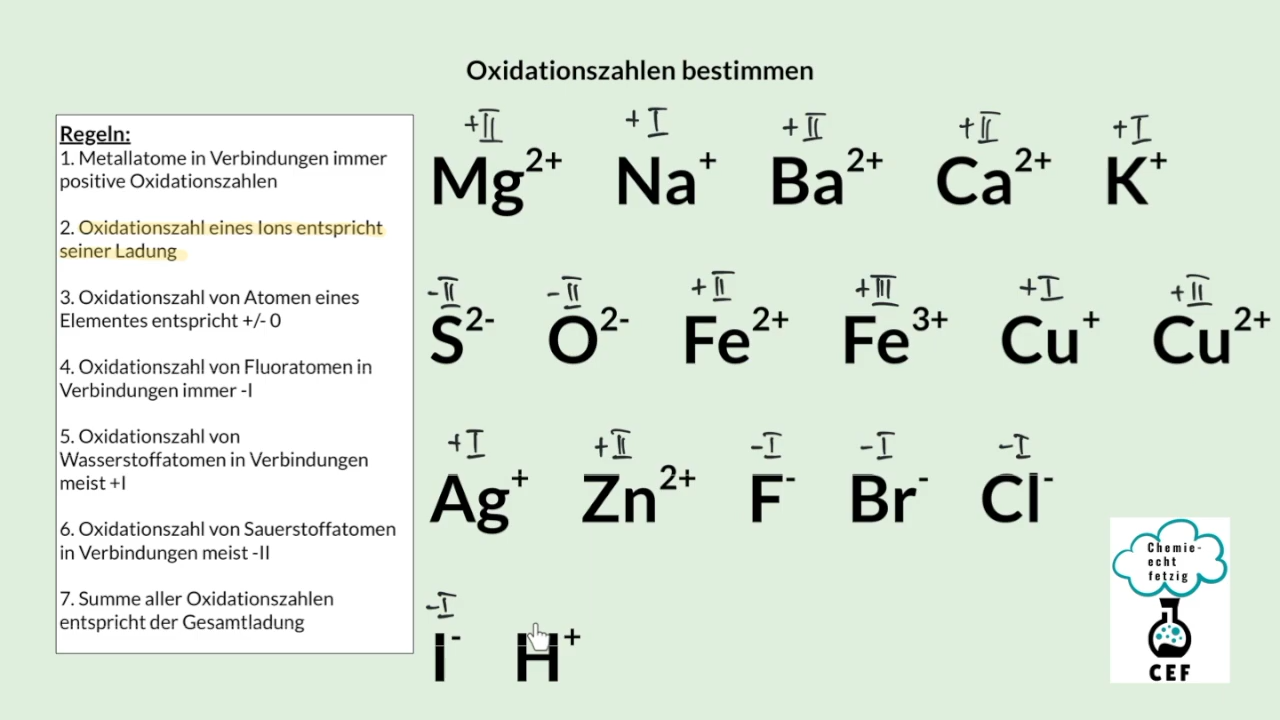 Oxidationszahlen bestimmen
Regeln:
1. Metallatome in Verbindungen immer
positive Oxidationszahlen
2. Oxidationszahl eines Ions entspricht
seiner Ladung
3. Oxidationszahl von Atomen eines
Elementes entspricht +/- 0
4. Oxidationszahl von Fluoratomen in
Verbindungen immer -I
5. Oxidationszahl von
Wasserstoffatomen in Verbindungen
meist +I
6. Oxidationszahl von Sauerstoffatomen
in Verbindungen meist -II
7. Summe aller Oxidationszahlen
entspricht der Gesamtladung
+II +I +II +II +I
Mg2+ Na+ Ba2+ Ca2+ K+
-II -II +II +III +I +II
S2- O2- Fe2+ Fe3+ Cu+ Cu2+
+I +II -I -I -I
Ag+ Zn2+ F- Br- Cl-
-I
I- H+
Chemie-
echt
fetzig
CEF